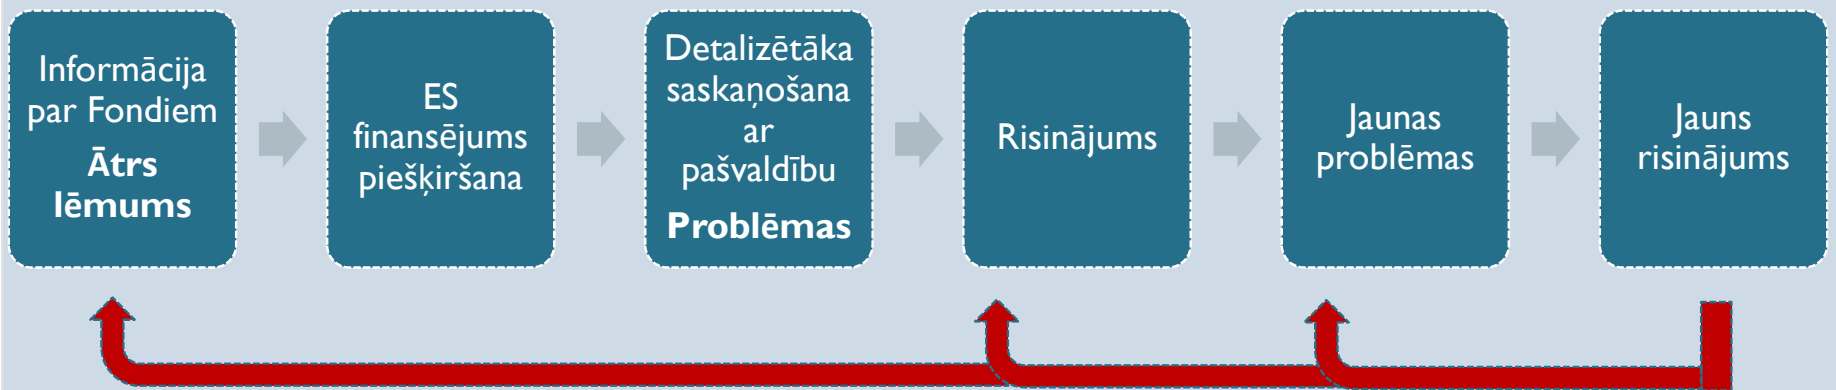 Informācija
par Fondiem
Ātrs
lēmums
ES
finansējums
piešķiršana
Detalizētāka
saskaņošana
ar
pašvaldību
Problēmas
Risinājums
Jaunas
problēmas
Jauns
risinājums